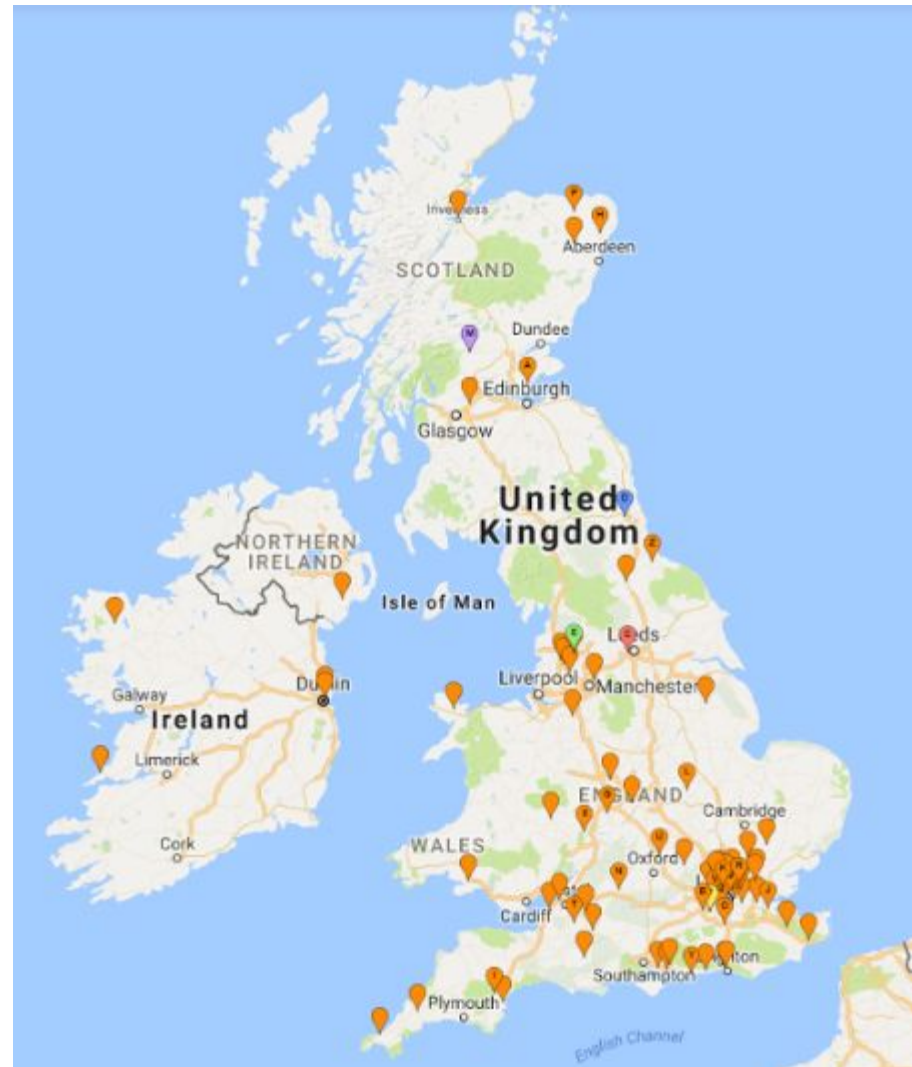 P
Inverness
H
Aberdeen
SCOTLAND
M
Dundee
A
Edinburgh
Glasgow
United
Kingdom
Z
NORTHERN
IRELAND
Isle of Man
E
Leeds
Liverpool
Manchester
Dublin
Galway
Ireland
Limerick
L
ENGLAND
Cambridge
Cork
WALES
U
Oxford
N
K
R
J
Cardiff
Southampton
Y
Brighton
I
Plymouth
English Channel